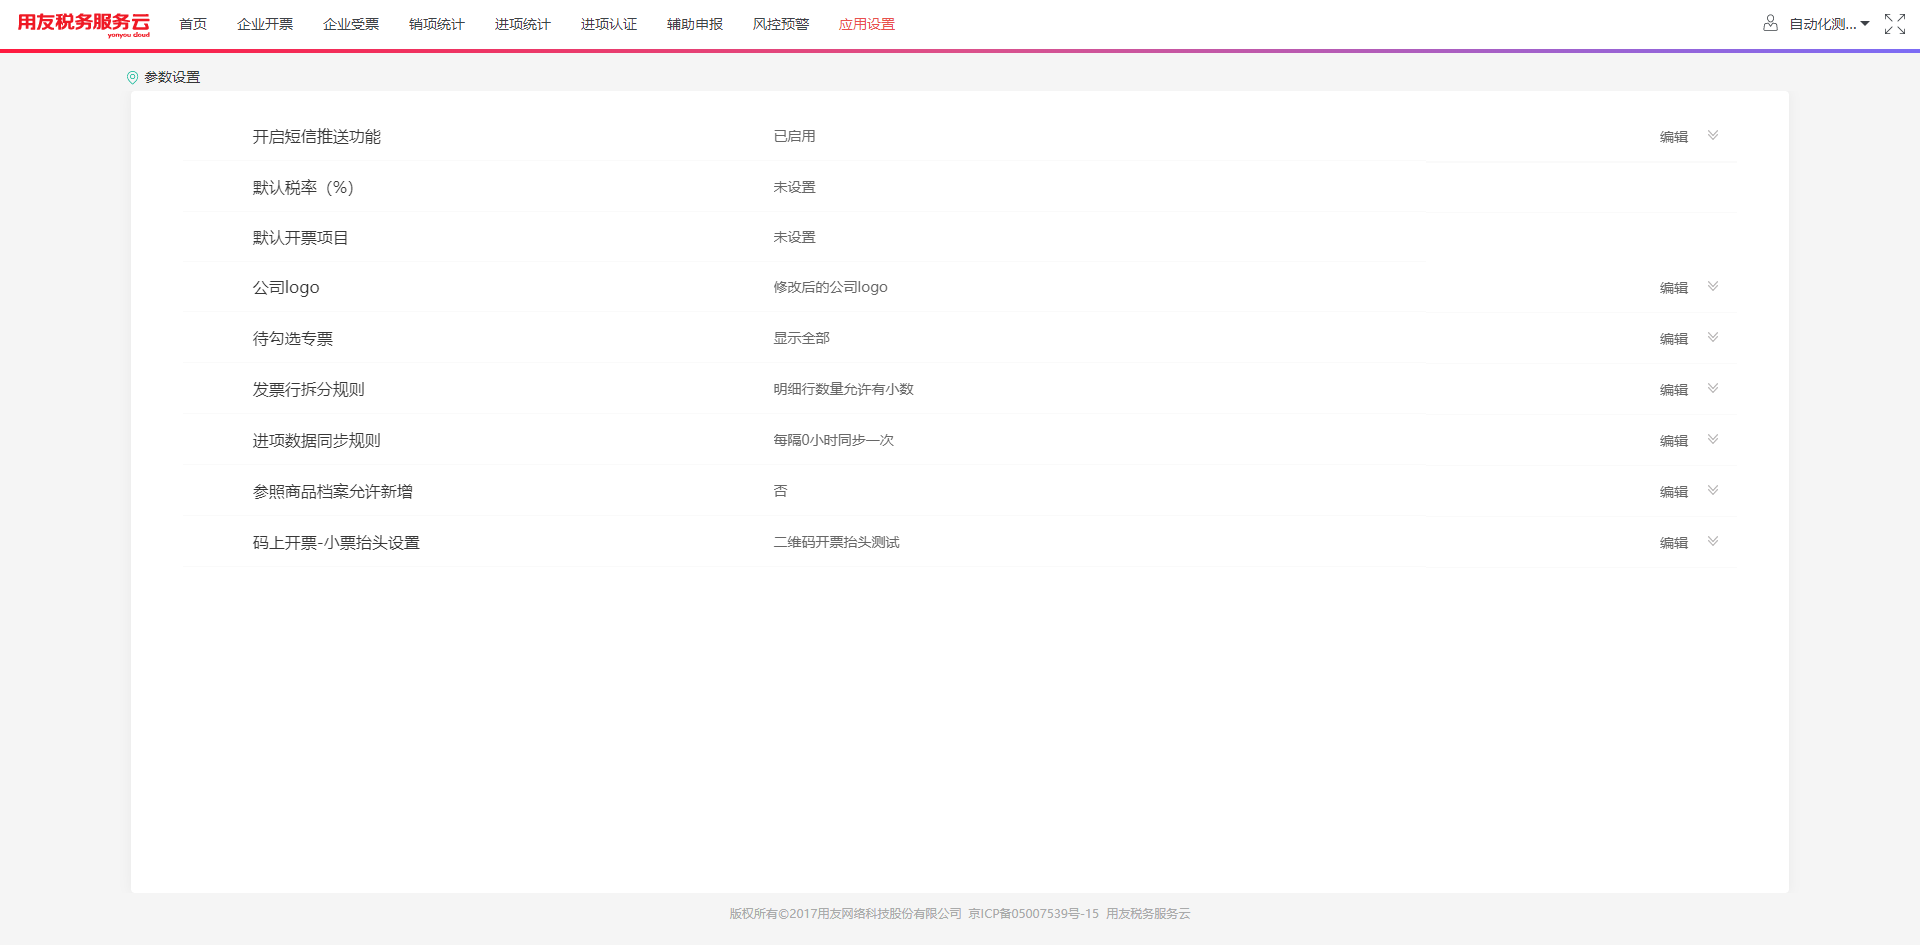 用友税务服务云
yonyou cloud
首页 企业开票 企业受票 销项统计 进项统计 进项认证 辅助申报 风控预警 应用设置
自动化测...
参数设置
开启短信推送功能 已启用 编辑
默认税率（%） 未设置
默认开票项目 未设置
公司logo 修改后的公司logo 编辑
待勾选专票 显示全部 编辑
发票行拆分规则 明细行数量允许有小数 编辑
进项数据同步规则 每隔0小时同步一次 编辑
参照商品档案允许新增 否 编辑
码上开票-小票抬头设置 二维码开票抬头测试 编辑
版权所有©2017用友网络科技股份有限公司 京ICP备05007539号-15 用友税务服务云